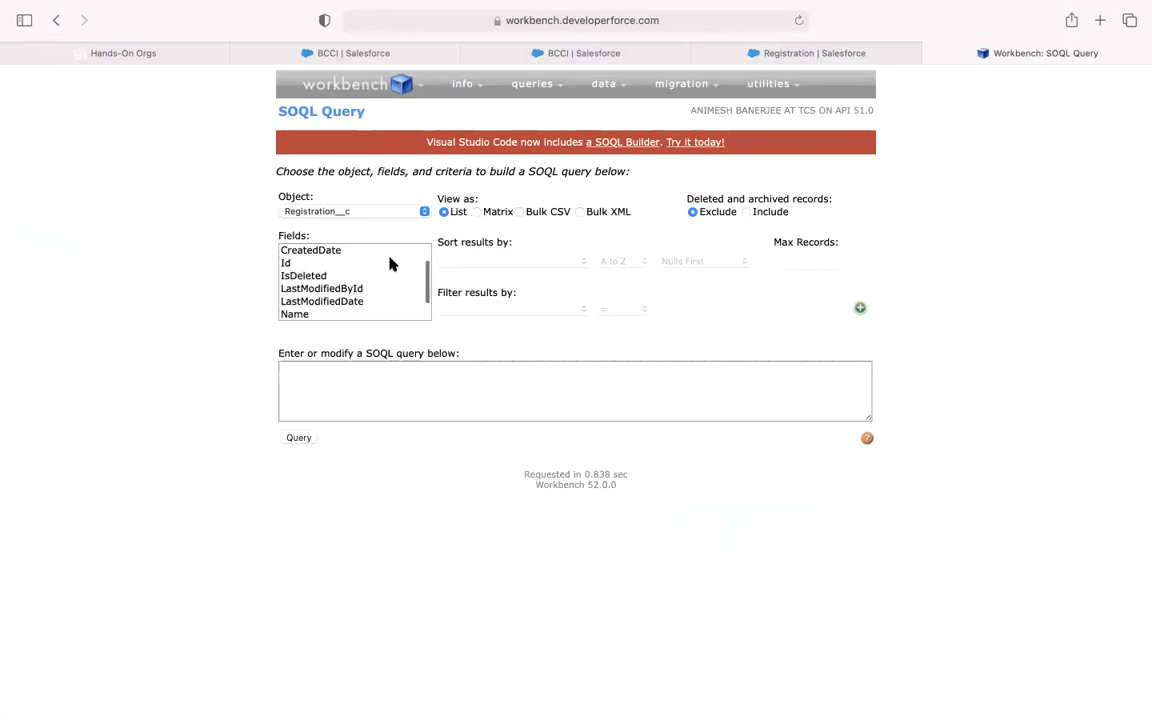 workbench.developerforce.com
Hands-On Orgs
BCCI | Salesforce
BCCI | Salesforce
Registration | Salesforce
Workbench: SOQL Query
workbench info queries data migration utilities
SOQL Query
ANIMESH BANERJEE AT TCS ON API 51.0
Visual Studio Code now includes a SOQL Builder. Try it today!
Choose the object, fields, and criteria to build a SOQL query below:
Object:
View as:
Deleted and archived records:
Registration__c
List Matrix Bulk CSV Bulk XML
Exclude Include
Fields:
Sort results by:
Max Records:
CreatedDate
Id
IsDeleted
LastModifiedById
LastModifiedDate
Name
A to Z
Nulls First
Filter results by:
=
Enter or modify a SOQL query below:
Query
?
Requested in 0.838 sec
Workbench 52.0.0